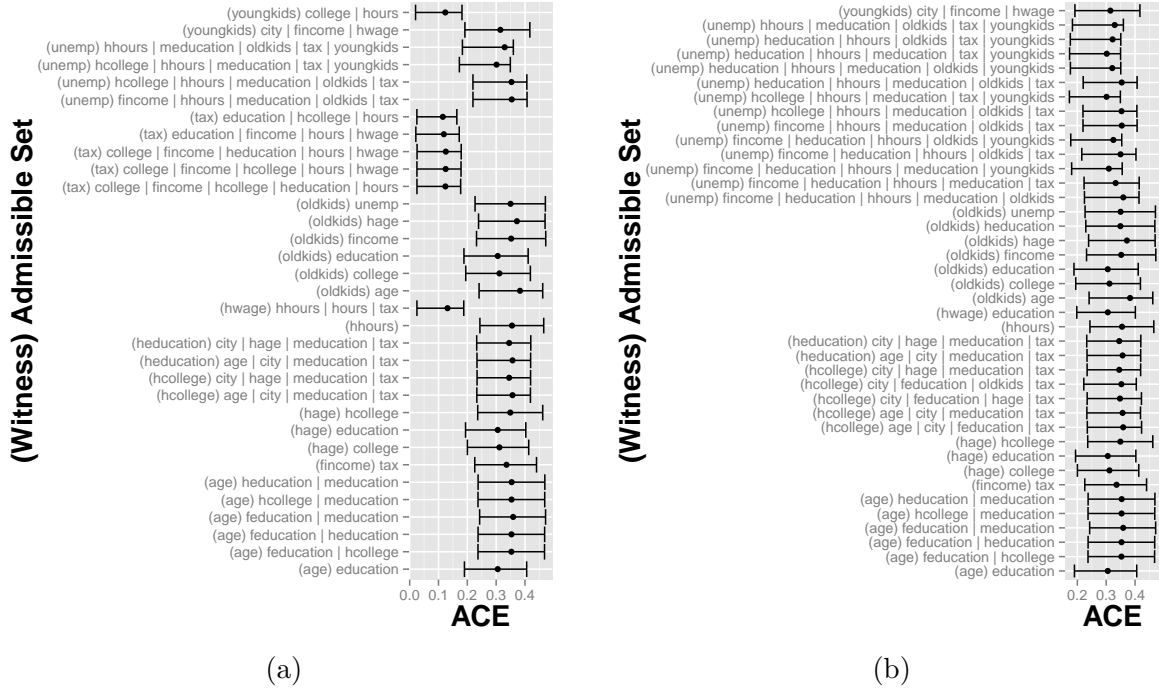 (Witness) Admissible Set
(youngkids) college | hours
(youngkids) city | fincome | hwage
(unemp) hhours | meducation | oldkids | tax | youngkids
(unemp) hcollege | hhours | meducation | tax | youngkids
(unemp) hcollege | hhours | meducation | oldkids | tax
(unemp) fincome | hhours | meducation | oldkids | tax
(tax) education | hcollege | hours
(tax) education | fincome | hours | hwage
(tax) college | fincome | heducation | hours | hwage
(tax) college | fincome | hcollege | hours | hwage
(tax) college | fincome | hcollege | heducation | hours
(oldkids) unemp
(oldkids) hage
(oldkids) fincome
(oldkids) education
(oldkids) college
(oldkids) age
(hwage) hhours | hours | tax
(hhours)
(heducation) city | hage | meducation | tax
(heducation) age | city | meducation | tax
(hcollege) city | hage | meducation | tax
(hcollege) age | city | meducation | tax
(hage) hcollege
(hage) education
(hage) college
(fincome) tax
(age) heducation | meducation
(age) hcollege | meducation
(age) feducation | meducation
(age) feducation | heducation
(age) feducation | hcollege
(age) education
0.0 0.1 0.2 0.3 0.4
ACE
(a)
(Witness) Admissible Set
(youngkids) city | fincome | hwage
(unemp) hhours | meducation | oldkids | tax | youngkids
(unemp) heducation | hhours | oldkids | tax | youngkids
(unemp) heducation | hhours | meducation | tax | youngkids
(unemp) heducation | hhours | meducation | oldkids | youngkids
(unemp) heducation | hhours | meducation | oldkids | tax
(unemp) hcollege | hhours | meducation | tax | youngkids
(unemp) hcollege | hhours | meducation | oldkids | tax
(unemp) fincome | hhours | meducation | oldkids | tax
(unemp) fincome | heducation | hhours | oldkids | youngkids
(unemp) fincome | heducation | hhours | oldkids | tax
(unemp) fincome | heducation | hhours | meducation | youngkids
(unemp) fincome | heducation | hhours | meducation | tax
(unemp) fincome | heducation | hhours | meducation | oldkids
(oldkids) unemp
(oldkids) heducation
(oldkids) hage
(oldkids) fincome
(oldkids) education
(oldkids) college
(oldkids) age
(hwage) education
(hhours)
(heducation) city | hage | meducation | tax
(heducation) age | city | meducation | tax
(hcollege) city | hage | meducation | tax
(hcollege) city | feducation | oldkids | tax
(hcollege) city | feducation | hage | tax
(hcollege) age | city | meducation | tax
(hcollege) age | city | feducation | tax
(hage) hcollege
(hage) education
(hage) college
(fincome) tax
(age) heducation | meducation
(age) hcollege | meducation
(age) feducation | meducation
(age) feducation | heducation
(age) feducation | hcollege
(age) education
0.2 0.3 0.4
ACE
(b)